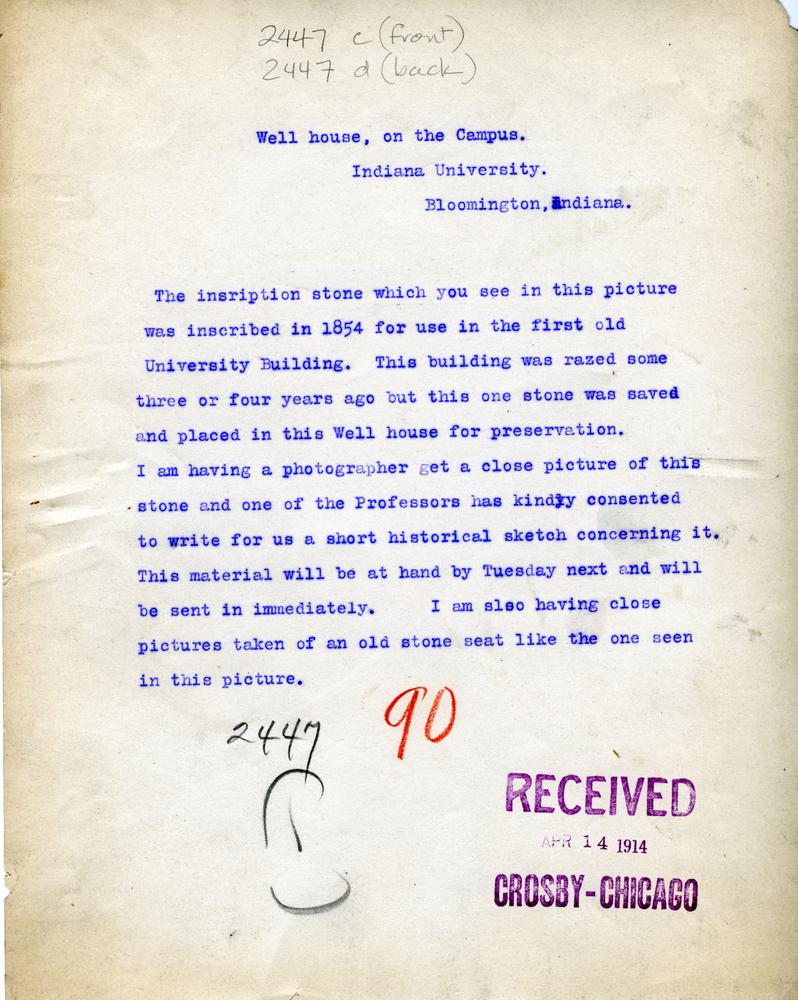 2447 c (front)
2447 d (back)
Well house, on the Campus.
Indiana University.
Bloomington, Indiana.
The insription stone which you see in this picture
was inscribed in 1854 for use in the first old
University Building. This building was razed some
three or four years ago but this one stone was saved
and placed in this Well house for preservation.
I am having a photographer get a close picture of this
stone and one of the Professors has kindly consented
to write for us a short historical sketch concerning it.
This material will be at hand by Tuesday next and will
be sent in immediately. I am slso having close
pictures taken of an old stone seat like the one seen
in this picture.
2447 90
RECEIVED
APR 14 1914
CROSBY-CHICAGO